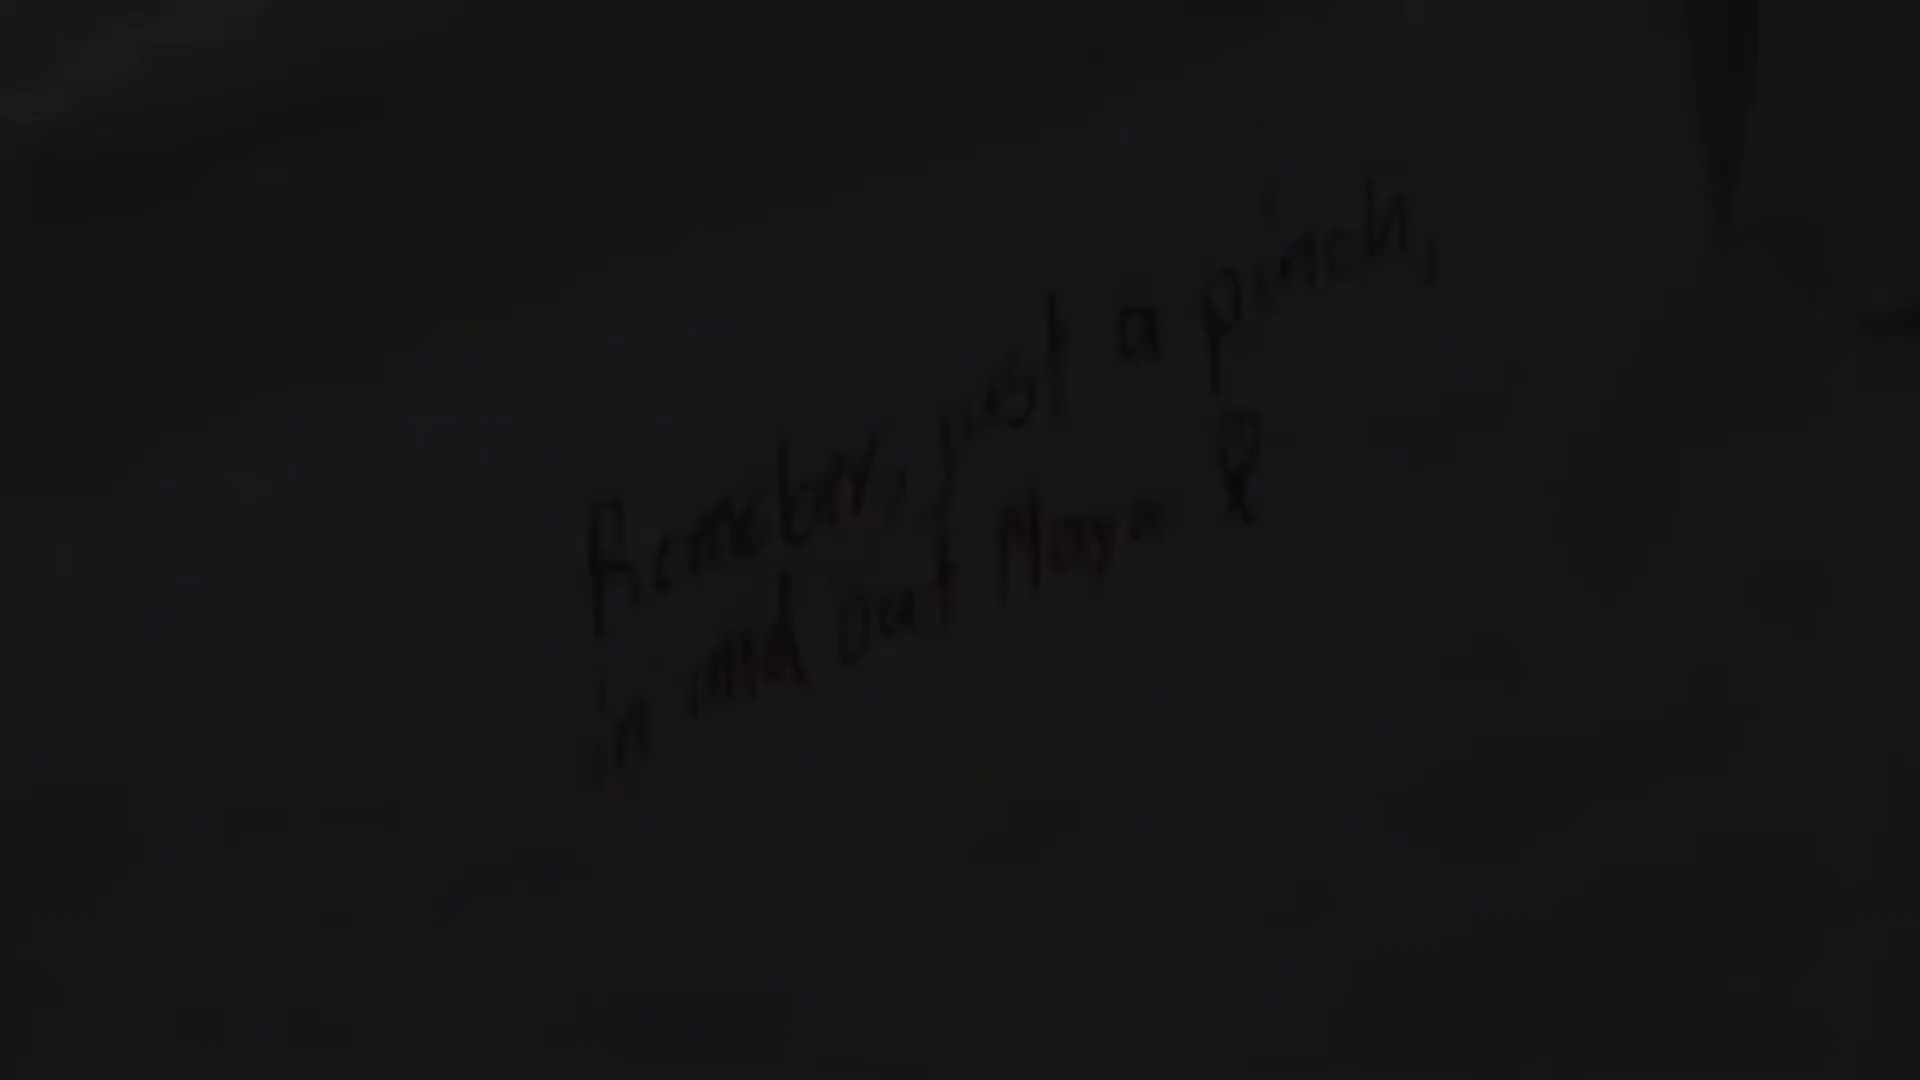 Remember, just a pinch,
in and out Maya X